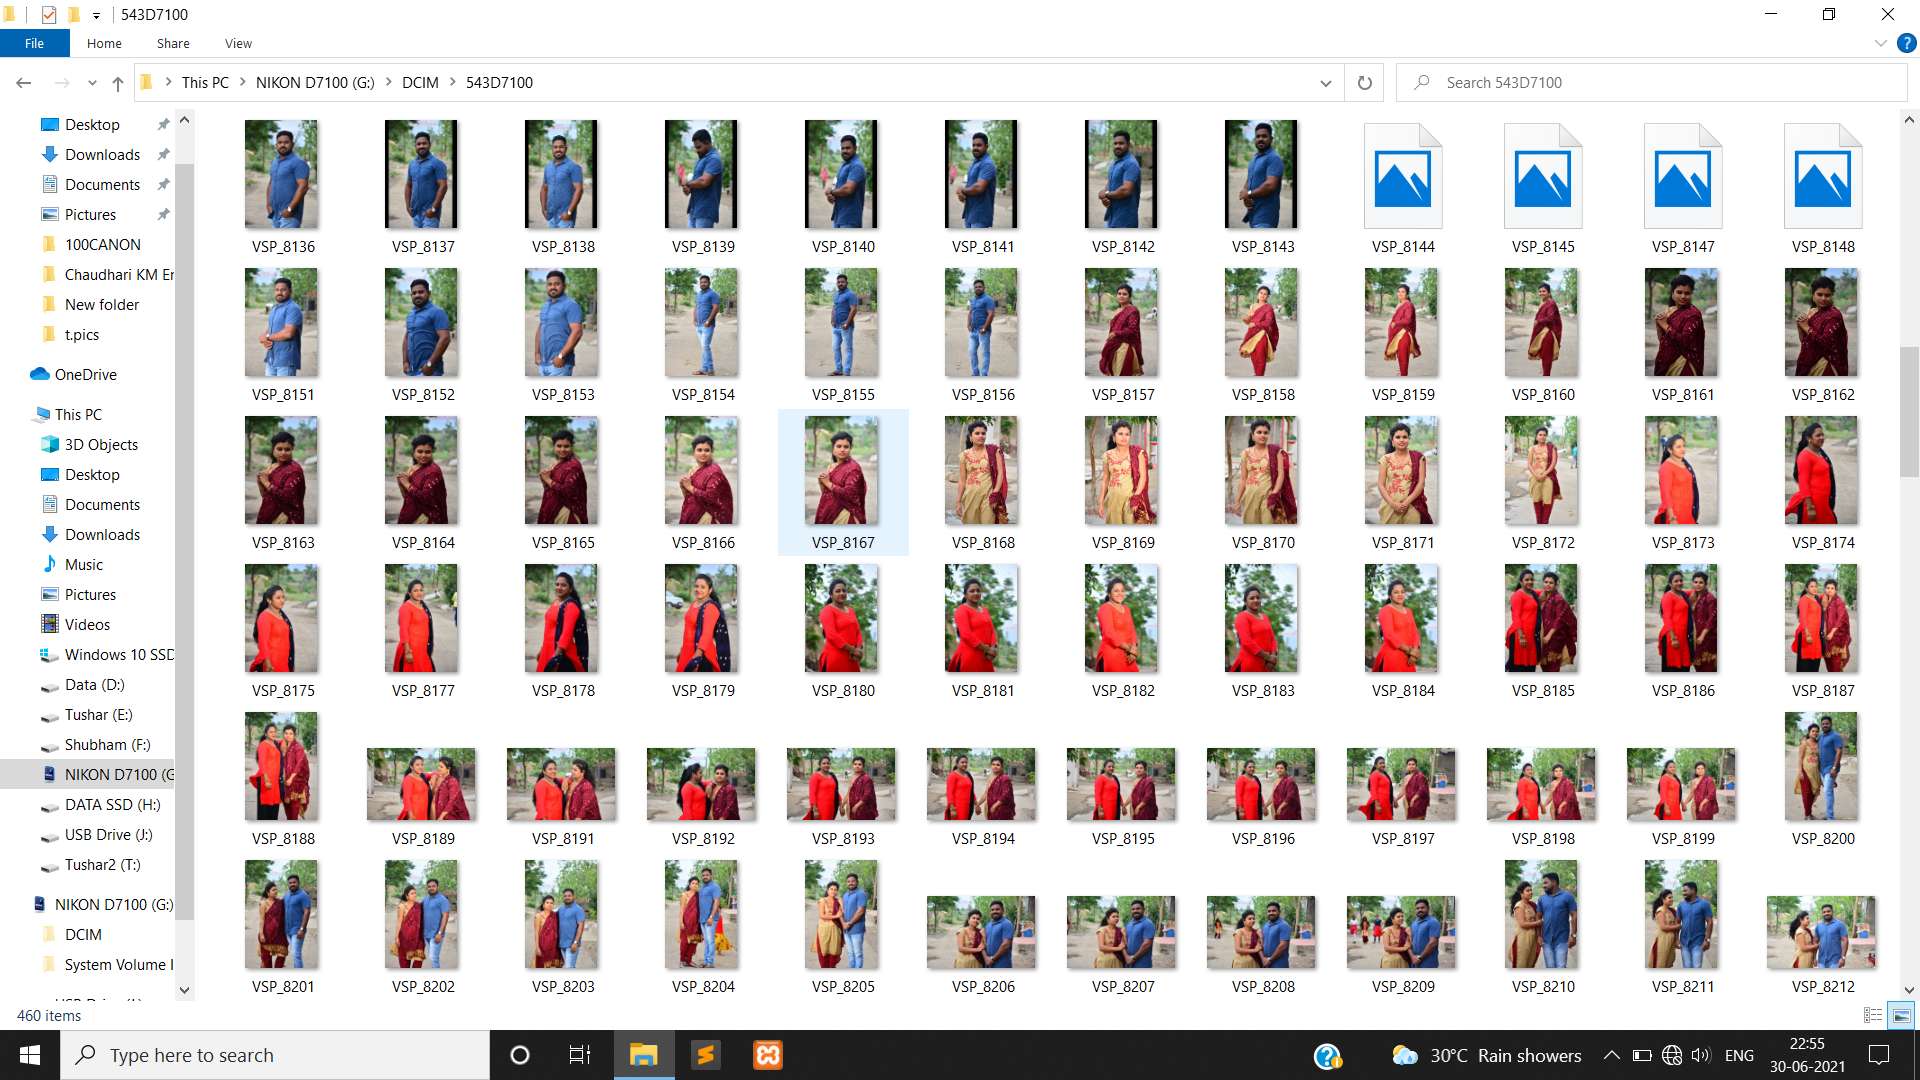 543D7100
File Home Share View
This PC NIKON D7100 (G:) DCIM 543D7100
Search 543D7100
Desktop
Downloads
Documents
Pictures
100CANON
Chaudhari KM Er
New folder
t.pics
OneDrive
This PC
3D Objects
Desktop
Documents
Downloads
Music
Pictures
Videos
Windows 10 SSD
Data (D:)
Tushar (E:)
Shubham (F:)
NIKON D7100 (G
DATA SSD (H:)
USB Drive (J:)
Tushar2 (T:)
NIKON D7100 (G:)
DCIM
System Volume I
VSP_8136 VSP_8137 VSP_8138 VSP_8139 VSP_8140 VSP_8141 VSP_8142 VSP_8143 VSP_8144 VSP_8145 VSP_8147 VSP_8148
VSP_8151 VSP_8152 VSP_8153 VSP_8154 VSP_8155 VSP_8156 VSP_8157 VSP_8158 VSP_8159 VSP_8160 VSP_8161 VSP_8162
VSP_8163 VSP_8164 VSP_8165 VSP_8166 VSP_8167 VSP_8168 VSP_8169 VSP_8170 VSP_8171 VSP_8172 VSP_8173 VSP_8174
VSP_8175 VSP_8177 VSP_8178 VSP_8179 VSP_8180 VSP_8181 VSP_8182 VSP_8183 VSP_8184 VSP_8185 VSP_8186 VSP_8187
VSP_8188 VSP_8189 VSP_8191 VSP_8192 VSP_8193 VSP_8194 VSP_8195 VSP_8196 VSP_8197 VSP_8198 VSP_8199 VSP_8200
VSP_8201 VSP_8202 VSP_8203 VSP_8204 VSP_8205 VSP_8206 VSP_8207 VSP_8208 VSP_8209 VSP_8210 VSP_8211 VSP_8212
460 items
Type here to search
30°C Rain showers
ENG
22:55
30-06-2021